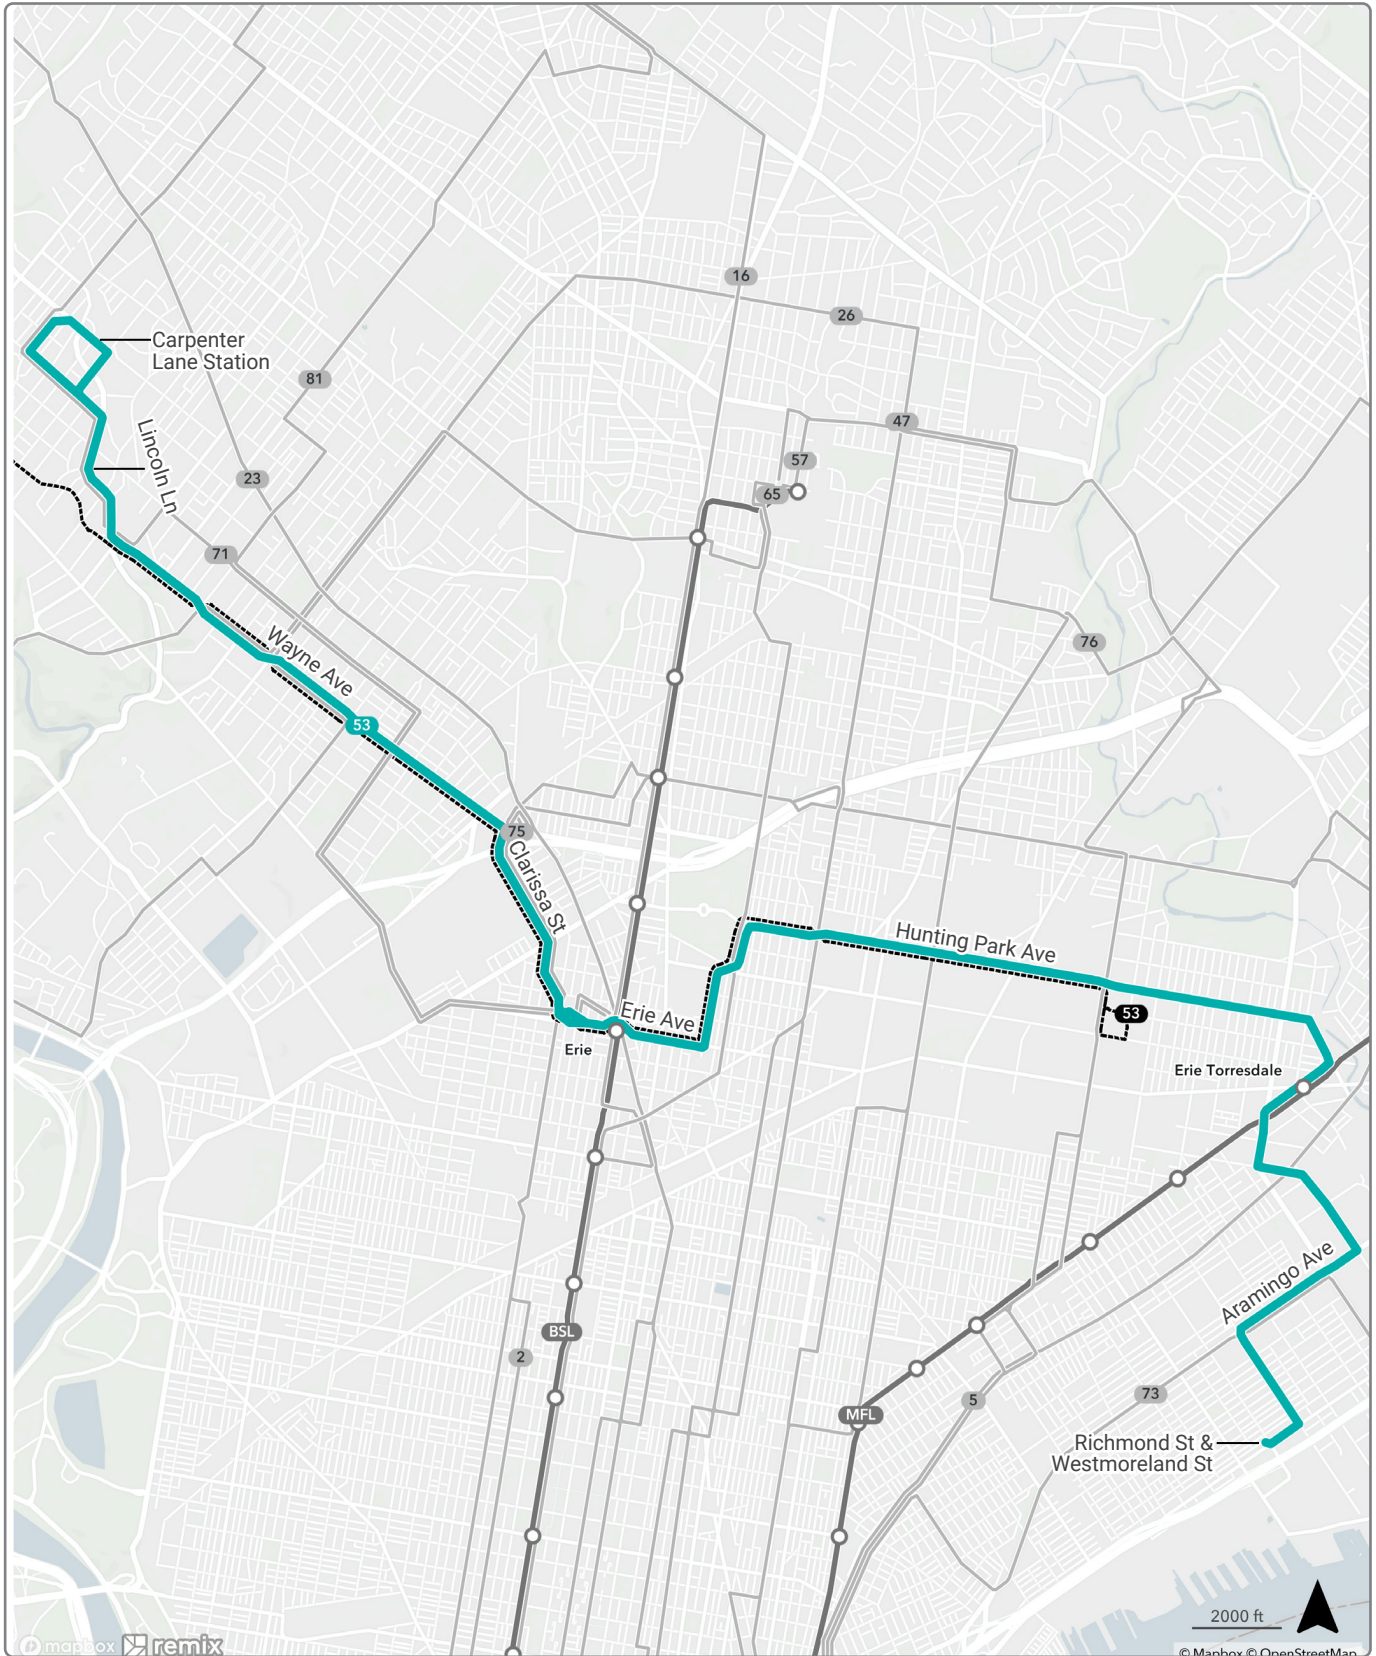 16
26
Carpenter
Lane Station
81
47
Lincoln Ln
57
23
65
71
76
Wayne Ave
53
75
Clarissa St
Hunting Park Ave
Erie Ave
53
Erie
Erie Torresdale
Aramingo Ave
BSL
2
73
5
MFL
Richmond St &
Westmoreland St
2000 ft
mapbox remix
© Mapbox © OpenStreetMap